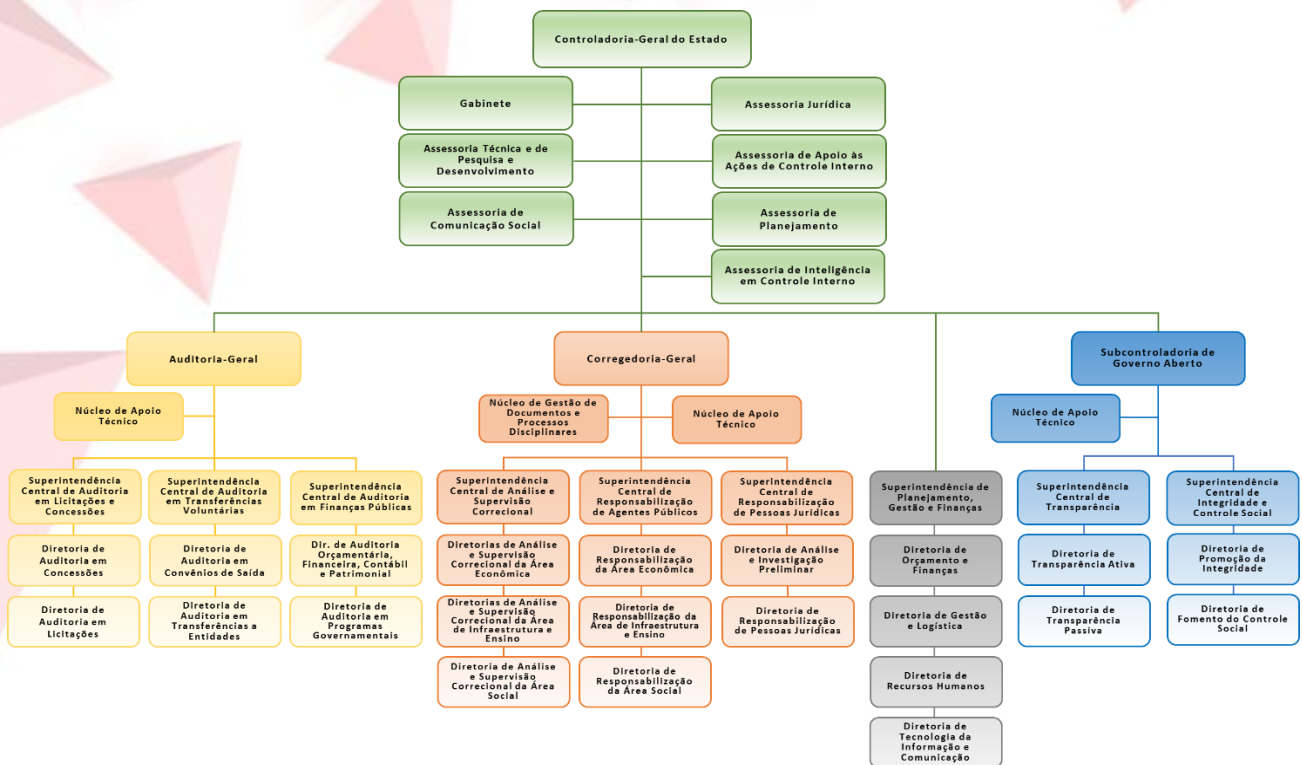 Controladoria-Geral do Estado
Gabinete
Assessoria Jurídica
Assessoria Técnica e de
Pesquisa e
Desenvolvimento
Assessoria de Apoio às
Ações de Controle Interno
Assessoria de
Comunicação Social
Assessoria de
Planejamento
Assessoria de Inteligência
em Controle Interno
Auditoria-Geral
Corregedoria-Geral
Subcontroladoria de
Governo Aberto
Núcleo de Apoio
Técnico
Núcleo de Gestão de
Documentos e
Processos
Disciplinares
Núcleo de Apoio
Técnico
Núcleo de Apoio
Técnico
Superintendência
Central de Auditoria
em Licitações e
Concessões
Superintendência
Central de Auditoria
em Transferências
Voluntárias
Superintendência
Central de Auditoria
em Finanças Públicas
Superintendência
Central de Análise e
Supervisão
Correcional
Superintendência
Central de
Responsabilização
de Agentes Públicos
Superintendência
Central de
Responsabilização
de Pessoas Jurídicas
Superintendência de
Planejamento,
Gestão e Finanças
Superintendência
Central de
Transparência
Superintendência
Central de
Integridade e
Controle Social
Diretoria de
Auditoria em
Concessões
Diretoria de
Auditoria em
Convênios de Saída
Dir. de Auditoria
Orçamentária,
Financeira, Contábil
e Patrimonial
Diretorias de Análise
e Supervisão
Correcional da Área
Econômica
Diretoria de
Responsabilização
da Área Econômica
Diretoria de Análise
e Investigação
Preliminar
Diretoria de
Orçamento e
Finanças
Diretoria de
Transparência Ativa
Diretoria de
Promoção da
Integridade
Diretoria de
Auditoria em
Licitações
Diretoria de
Auditoria em
Transferências a
Entidades
Diretoria de
Auditoria em
Programas
Governamentais
Diretorias de Análise
e Supervisão
Correcional da Área
de Infraestrutura e
Ensino
Diretoria de
Responsabilização da
Área de Infraestrutura
e Ensino
Diretoria de
Responsabilização
de Pessoas Jurídicas
Diretoria de Gestão
e Logística
Diretoria de
Transparência
Passiva
Diretoria de
Fomento do Controle
Social
Diretoria de Análise
e Supervisão
Correcional da Área
Social
Diretoria de
Responsabilização
da Área Social
Diretoria de
Recursos Humanos
Diretoria de
Tecnologia da
Informação e
Comunicação